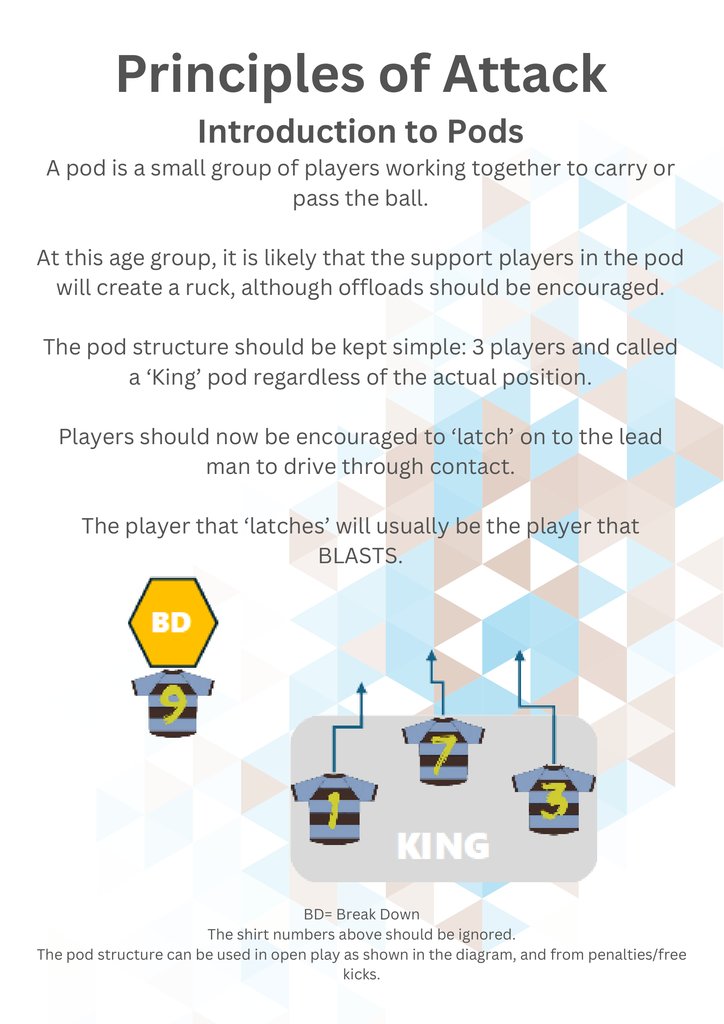 Principles of Attack
Introduction to Pods
A pod is a small group of players working together to carry or
pass the ball.
At this age group, it is likely that the support players in the pod
will create a ruck, although offloads should be encouraged.
The pod structure should be kept simple: 3 players and called
a ‘King’ pod regardless of the actual position.
Players should now be encouraged to ‘latch’ on to the lead
man to drive through contact.
The player that ‘latches’ will usually be the player that
BLASTS.
BD
9
7
1
3
KING
BD= Break Down
The shirt numbers above should be ignored.
The pod structure can be used in open play as shown in the diagram, and from penalties/free
kicks.